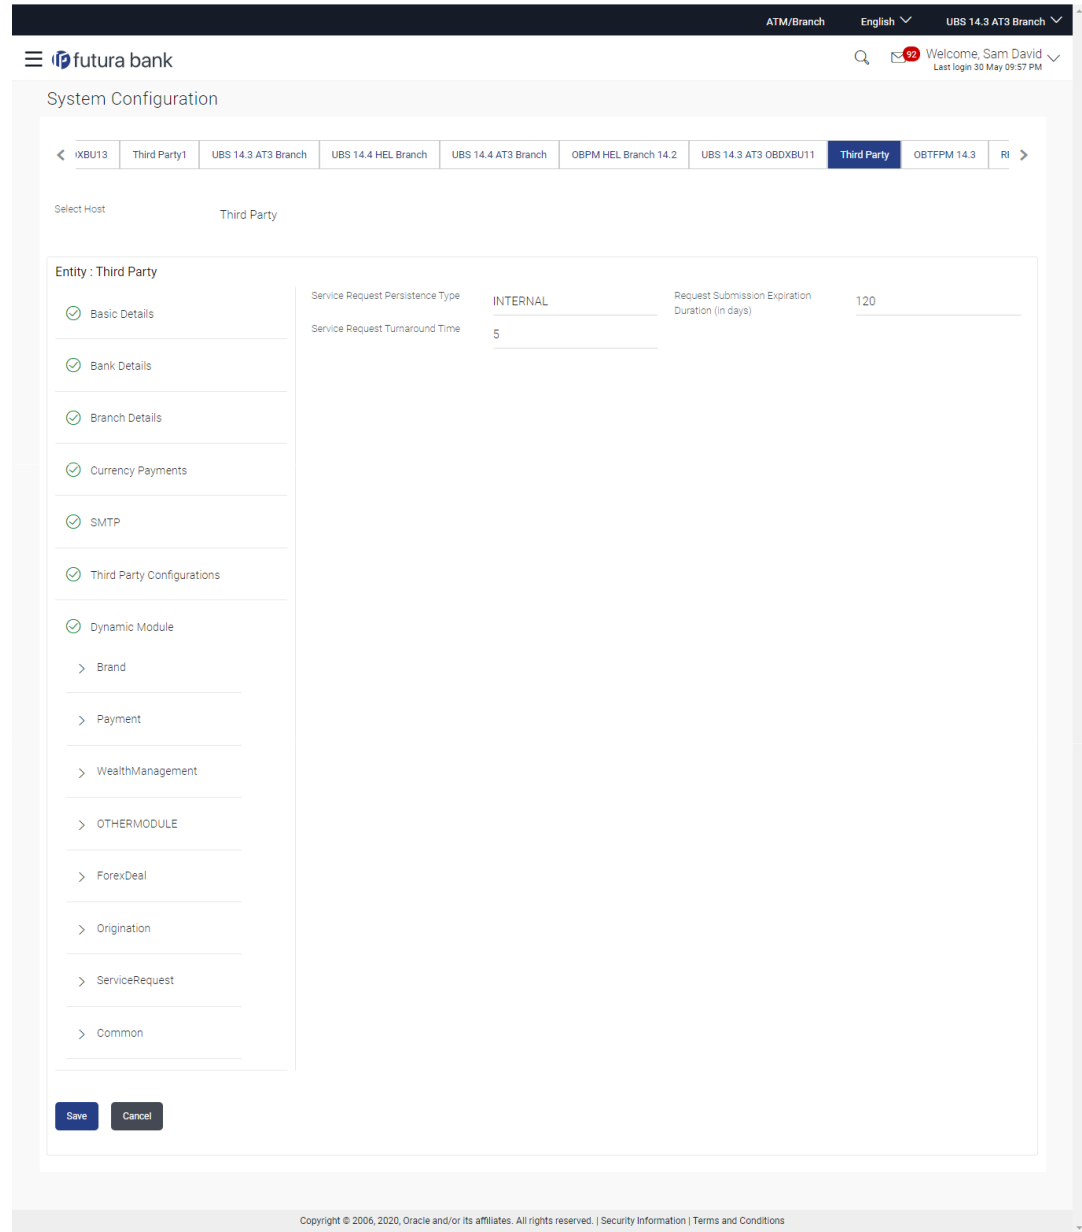 ATM/Branch English UBS 14.3 AT3 Branch
futura bank 92 Welcome, Sam David
Last login 30 May 09:57 PM
System Configuration
XBU13 Third Party1 UBS 14.3 AT3 Branch UBS 14.4 HEL Branch UBS 14.4 AT3 Branch OBPM HEL Branch 14.2 UBS 14.3 AT3 OBDXBU11 Third Party OBTFPM 14.3
Select Host Third Party
Entity : Third Party
Service Request Persistence Type INTERNAL Request Submission Expiration Duration (in days) 120
Basic Details
Service Request Turnaround Time 5
Bank Details
Branch Details
Currency Payments
SMTP
Third Party Configurations
Dynamic Module
Brand
Payment
WealthManagement
OTHERMODULE
ForexDeal
Origination
ServiceRequest
Common
Save Cancel
Copyright © 2006, 2020, Oracle and/or its affiliates. All rights reserved. | Security Information | Terms and Conditions